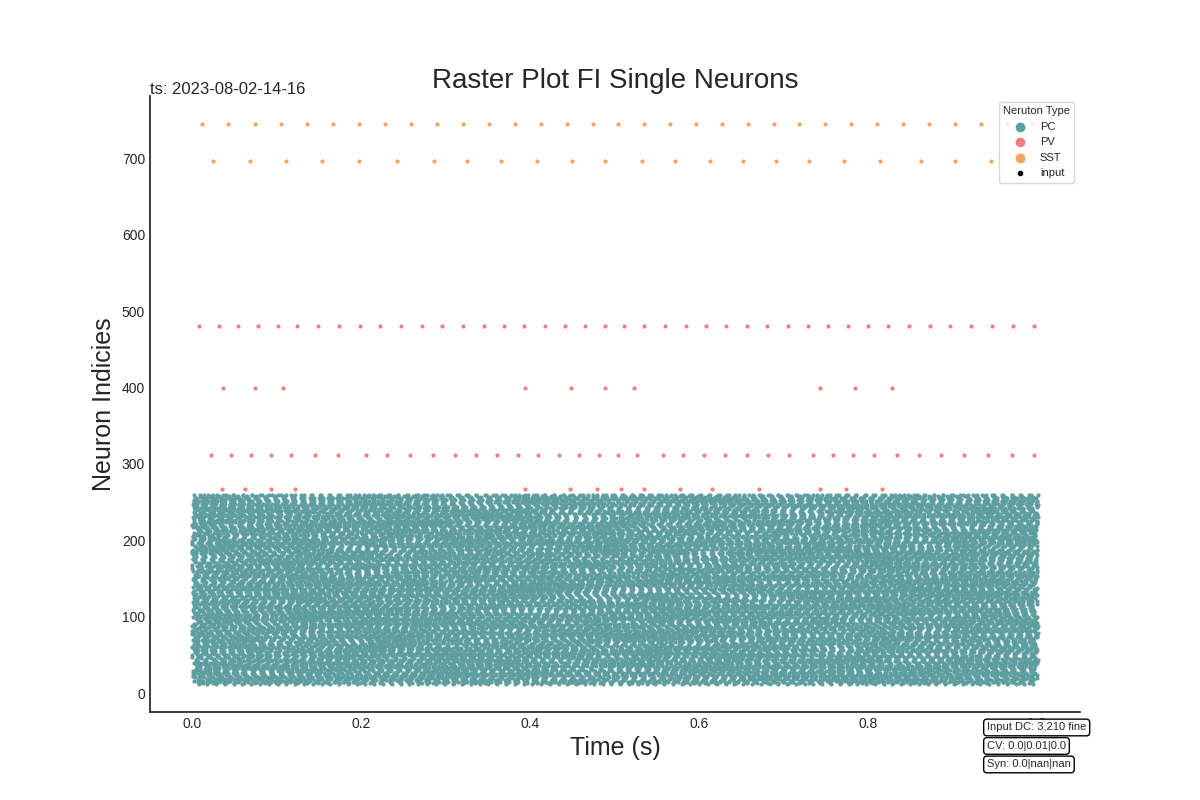 Raster Plot FI Single Neurons
ts: 2023-08-02-14-16
Neruton Type
PC
PV
SST
input
Neuron Indicies
700
600
500
400
300
200
100
0
0.0
0.2
0.4
0.6
0.8
Time (s)
Input DC: 3,210 fine
CV: 0.0|0.01|0.0
Syn: 0.0|nan|nan